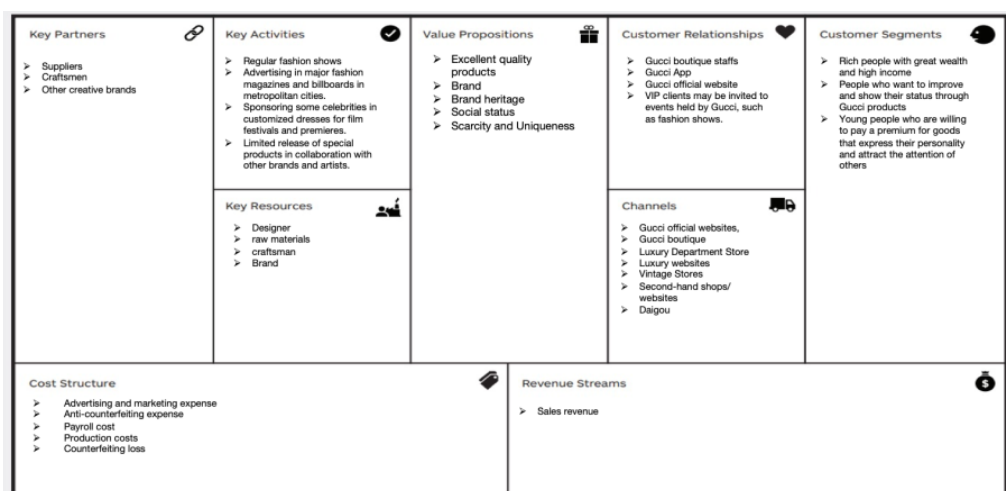 Key Partners
➢ Suppliers
➢ Craftsmen
➢ Other creative brands
Key Activities
➢ Regular fashion shows
➢ Advertising in major fashion
magazines and billboards in
metropolitan cities.
➢ Sponsoring some celebrities in
customized dresses for film
festivals and premieres.
➢ Limited release of special
products in collaboration with
other brands and artists.
Key Resources
➢ Designer
➢ raw materials
➢ craftsman
➢ Brand
Value Propositions
➢ Excellent quality
products
➢ Brand
➢ Brand heritage
➢ Social status
➢ Scarcity and Uniqueness
Customer Relationships
➢ Gucci boutique staffs
➢ Gucci App
➢ Gucci official website
➢ VIP clients may be invited to
events held by Gucci, such
as fashion shows.
Channels
➢ Gucci official websites,
➢ Gucci boutique
➢ Luxury Department Store
➢ Luxury websites
➢ Vintage Stores
➢ Second-hand shops/
websites
➢ Daigou
Customer Segments
➢ Rich people with great wealth
and high income
➢ People who want to improve
and show their status through
Gucci products
➢ Young people who are willing
to pay a premium for goods
that express their personality
and attract the attention of
others
Cost Structure
➢ Advertising and marketing expense
➢ Anti-counterfeiting expense
➢ Payroll cost
➢ Production costs
➢ Counterfeiting loss
Revenue Streams
$
➢ Sales revenue